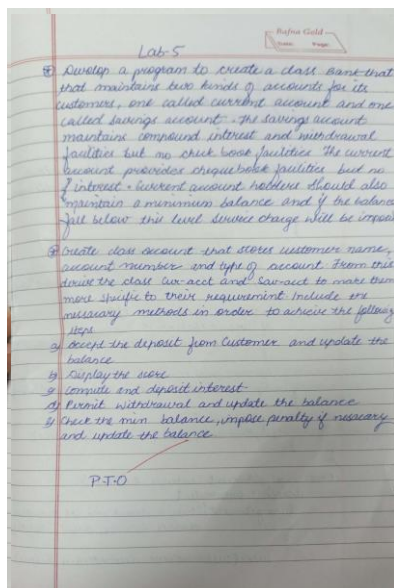 Rajna Gold
Date: Page:
Lab-5
Develop a program to create a class Bank that
that maintains two kinds of accounts for its
customers, one called current account and one
called savings account. The savings account
maintains compound interest and withdrawal
facilities but no check book facilities The current
account provides chequebook facilities but no
interest. Current account holders should also
maintain a minimum balance and if the balance
fall below this level service charge will be impos
Create class account that stores customer name,
account number and type of account From this
derive the class cur-acct and Sav-acct to make them
more specific to their requirement Include the
nessary methods in order to achieve the following
steps
a) Accept the deposit from Customer and update the
balance
b) Display the score
c) compute and deposit interest
d) Permit withdrawal and update the balance
e) Check the min balance, impose penalty if nessary
and update the balance
P.T.O